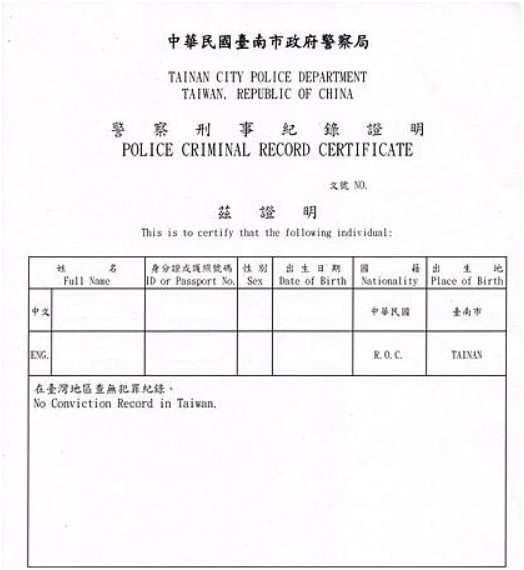 中華民國臺南市政府警察局
TAINAN CITY POLICE DEPARTMENT
TAIWAN, REPUBLIC OF CHINA
警 察 刑 事 紀 錄 證 明
POLICE CRIMINAL RECORD CERTIFICATE
文號 NO.
茲 證 明
This is to certify that the following individual:
姓 名 身分證或護照號碼 性 別 出 生 日 期 國 籍 出 生 地
Full Name ID or Passport No. Sex Date of Birth Nationality Place of Birth
中文 中華民國 臺南市
ENG. R.O.C. TAINAN
在臺灣地區查無犯罪紀錄。
No Conviction Record in Taiwan.